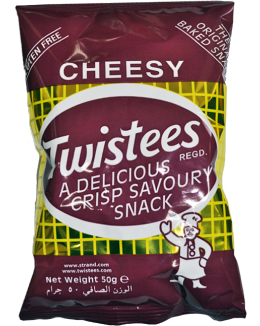 GLUTEN FREE
THE
ORIGINAL
BAKED SNACK
CHEESY
Twistees
REGD.
A DELICIOUS
CRISP SAVOURY
SNACK
www.strand.com
www.twistees.com
Net Weight 50g e
الوزن الصافي ٥٠ جرام